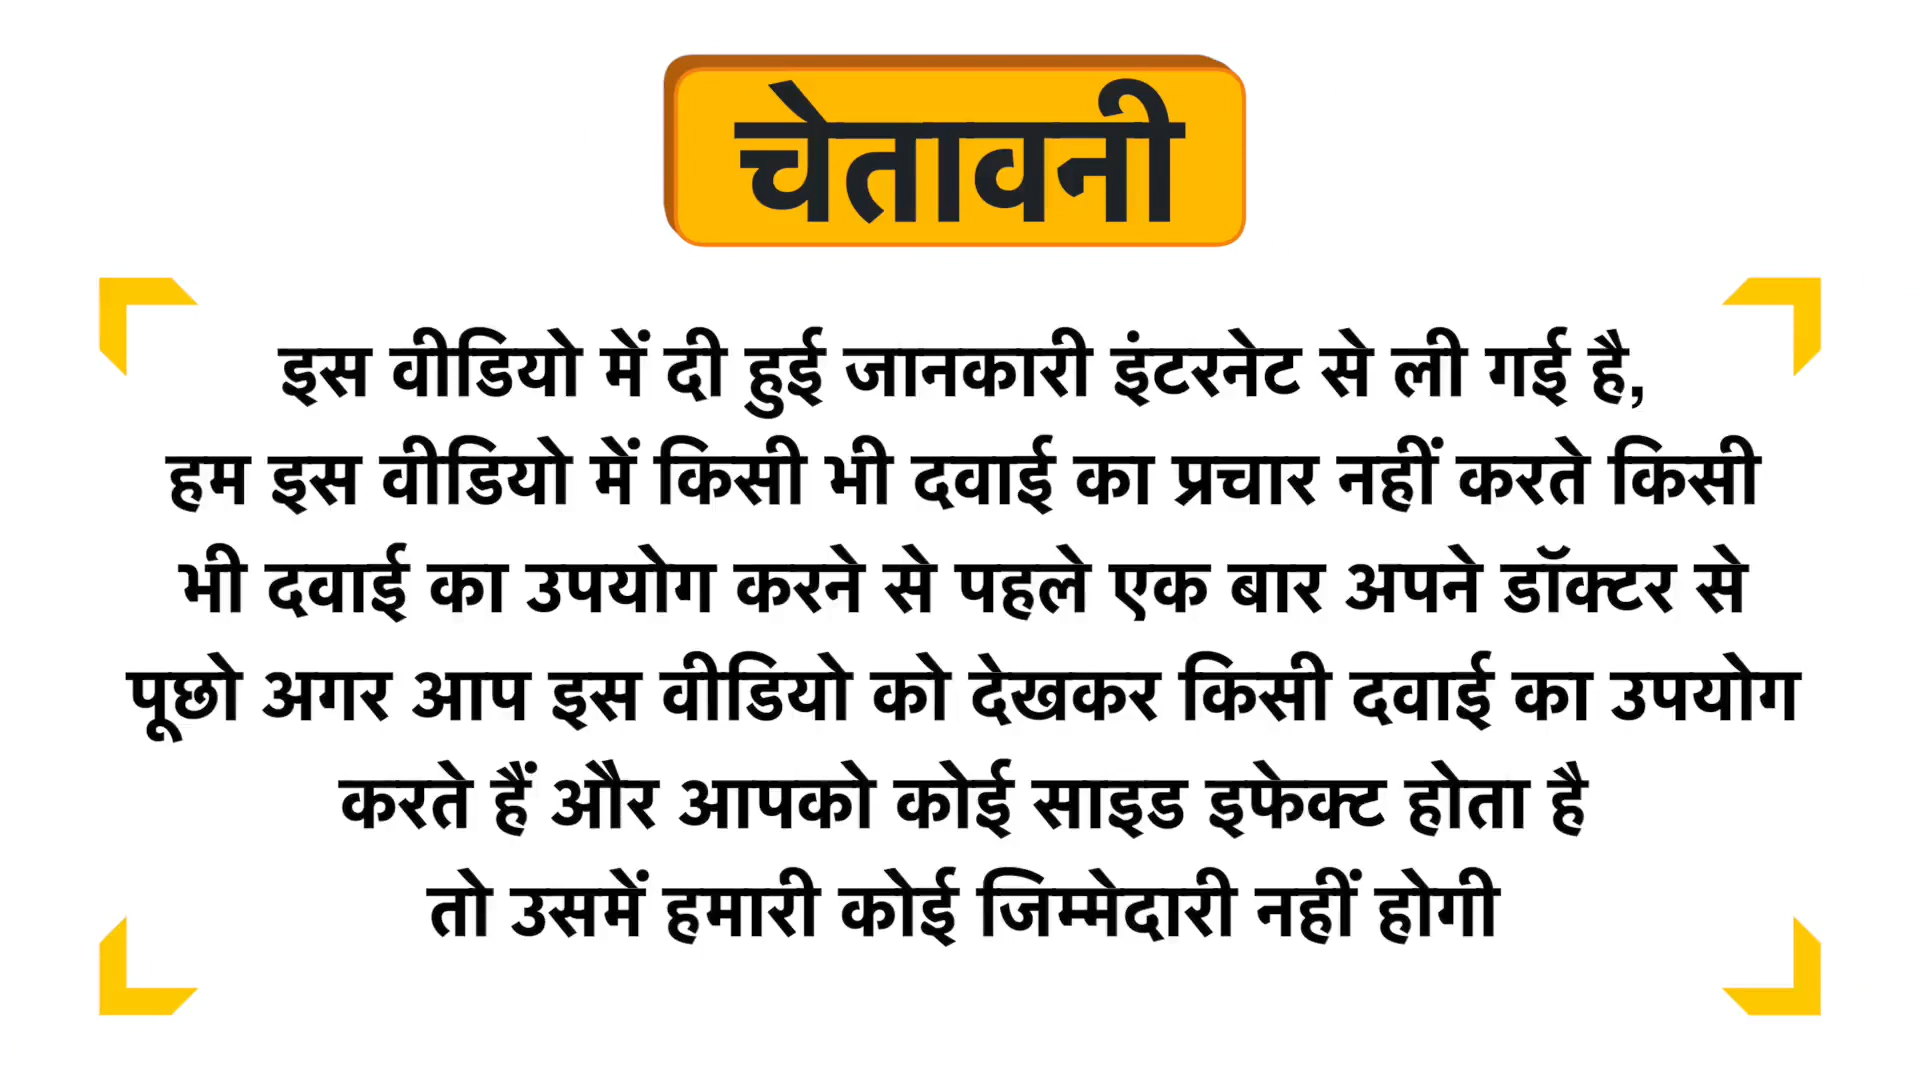 चेतावनी
इस वीडियो में दी हुई जानकारी इंटरनेट से ली गई है,
हम इस वीडियो में किसी भी दवाई का प्रचार नहीं करते किसी
भी दवाई का उपयोग करने से पहले एक बार अपने डॉक्टर से
पूछो अगर आप इस वीडियो को देखकर किसी दवाई का उपयोग
करते हैं और आपको कोई साइड इफेक्ट होता है
तो उसमें हमारी कोई जिम्मेदारी नहीं होगी